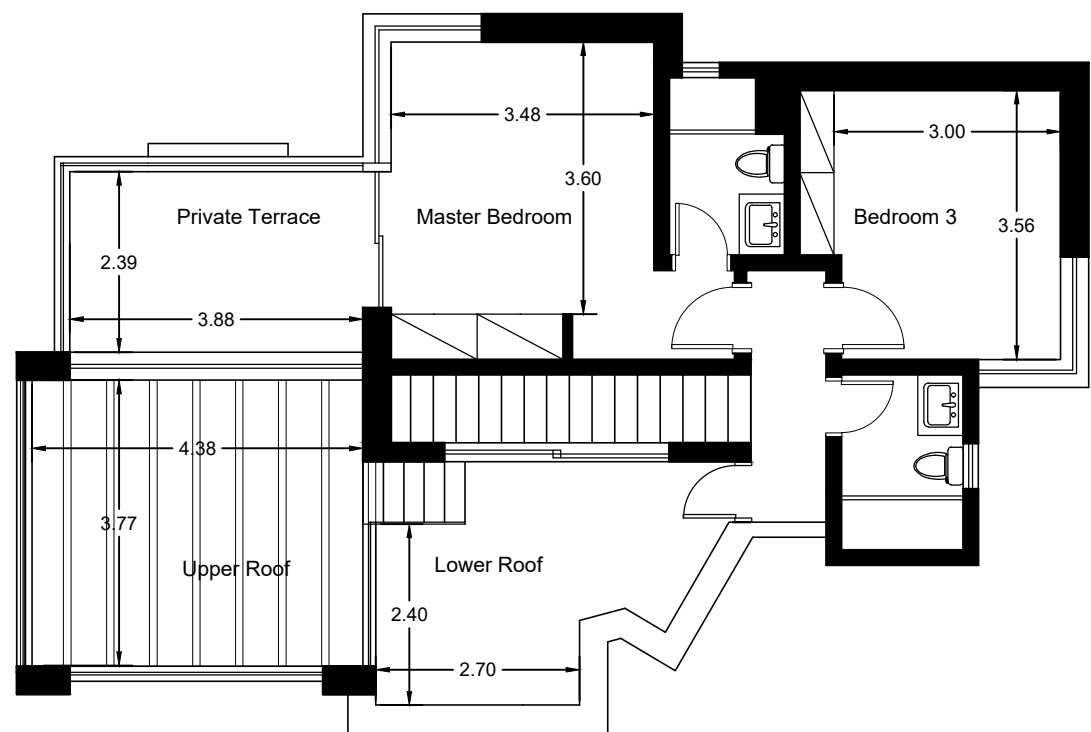 3.48
3.00
3.60
Private Terrace
Master Bedroom
Bedroom 3
3.56
2.39
3.88
4.38
3.77
Upper Roof
Lower Roof
2.40
2.70